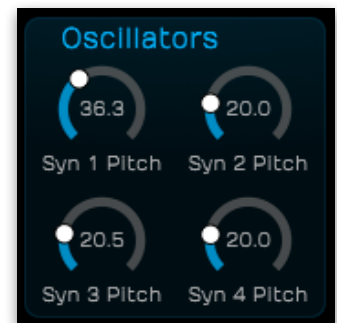 Oscillators
36.3 20.0
Syn 1 Pitch Syn 2 Pitch
20.5 20.0
Syn 3 Pitch Syn 4 Pitch